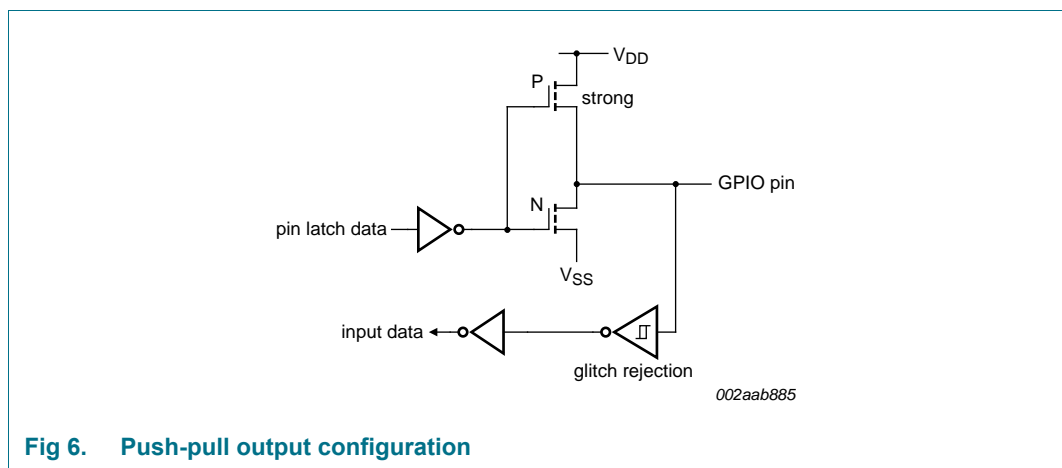 VDD
P
strong
GPIO pin
N
pin latch data
VSS
input data
glitch rejection
002aab885
Fig 6. Push-pull output configuration